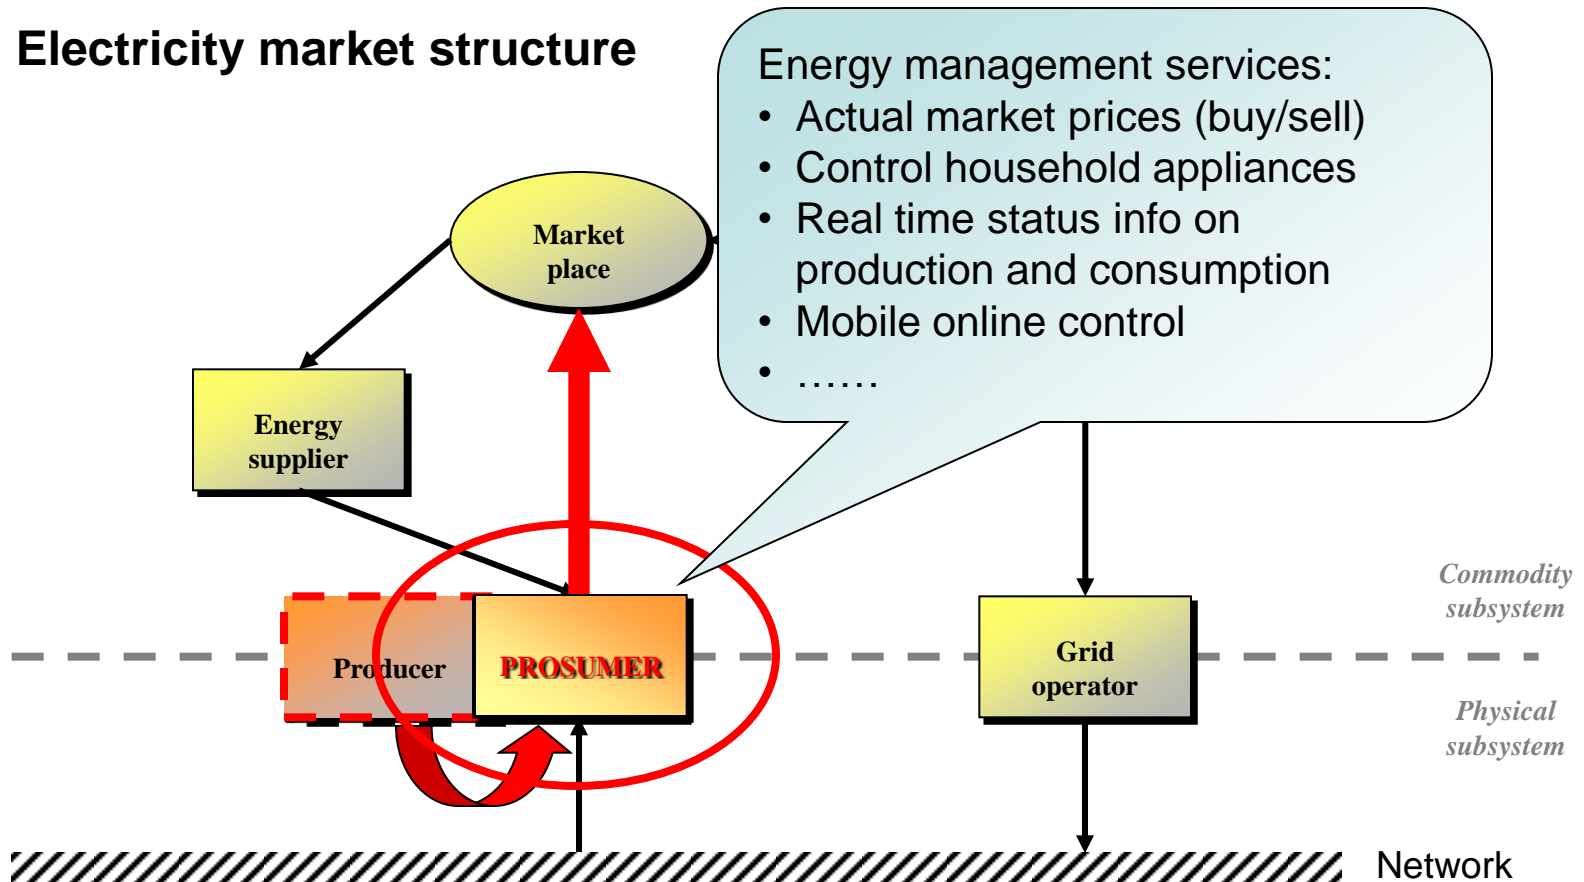 Electricity market structure
Energy management services:
• Actual market prices (buy/sell)
• Control household appliances
• Real time status info on
production and consumption
• Mobile online control
• ......
Market
place
Energy
supplier
Producer
PROSUMER
Grid
operator
Commodity
subsystem
Physical
subsystem
Network